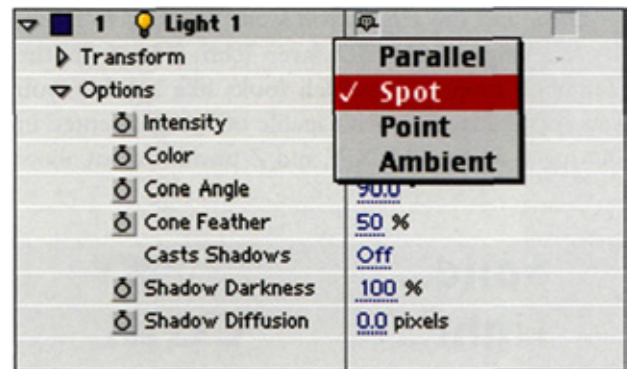 1 Light 1
Transform
Parallel
Options
✓ Spot
Intensity
Point
Color
Ambient
Cone Angle 90.0 °
Cone Feather 50 %
Casts Shadows Off
Shadow Darkness 100 %
Shadow Diffusion 0.0 pixels